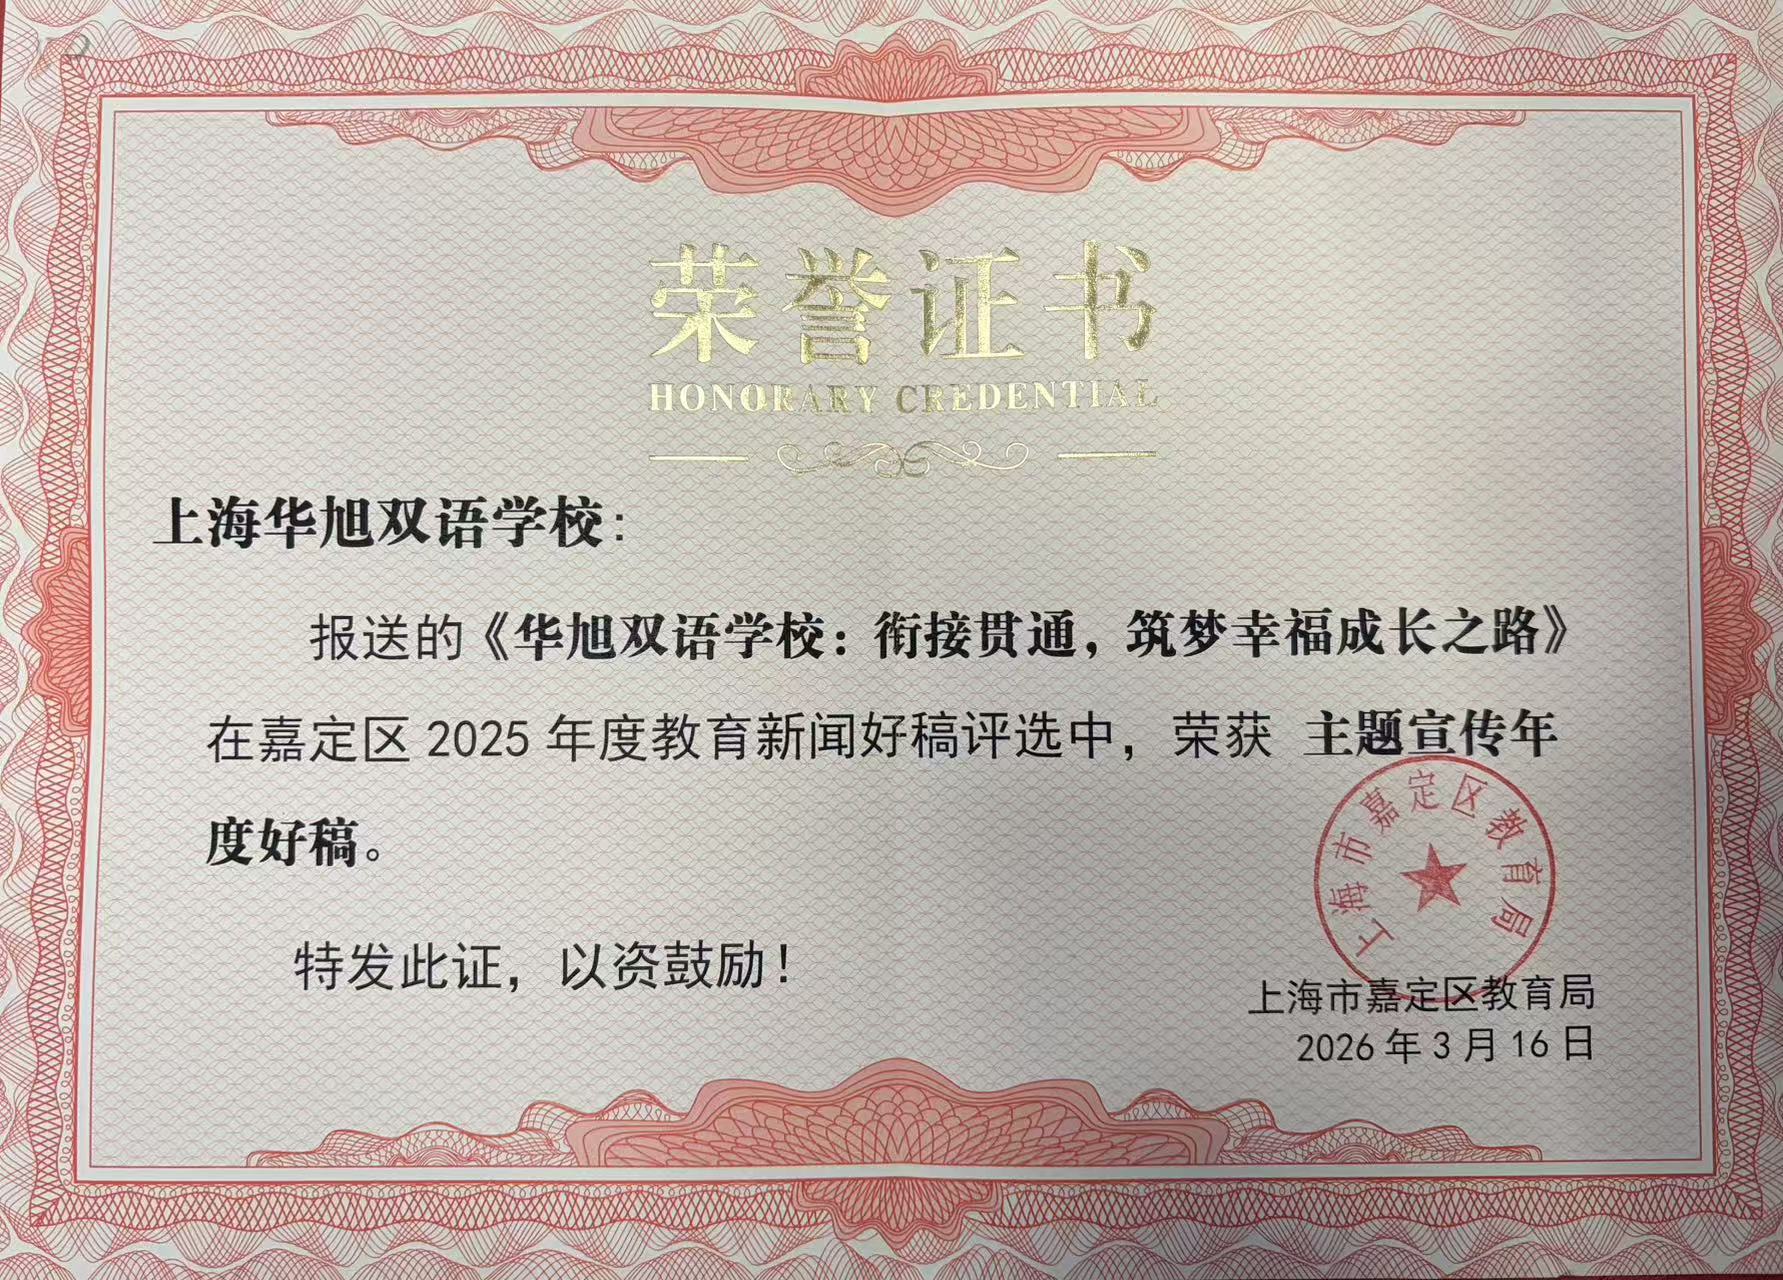 荣誉证书
HONORARY CREDENTIAL
上海华旭双语学校：
报送的《华旭双语学校：衔接贯通，筑梦幸福成长之路》
在嘉定区 2025 年度教育新闻好稿评选中，荣获 主题宣传年
度好稿。
特发此证，以资鼓励！
上海市嘉定区教育局
上海市嘉定区教育局
2026 年 3 月 16 日